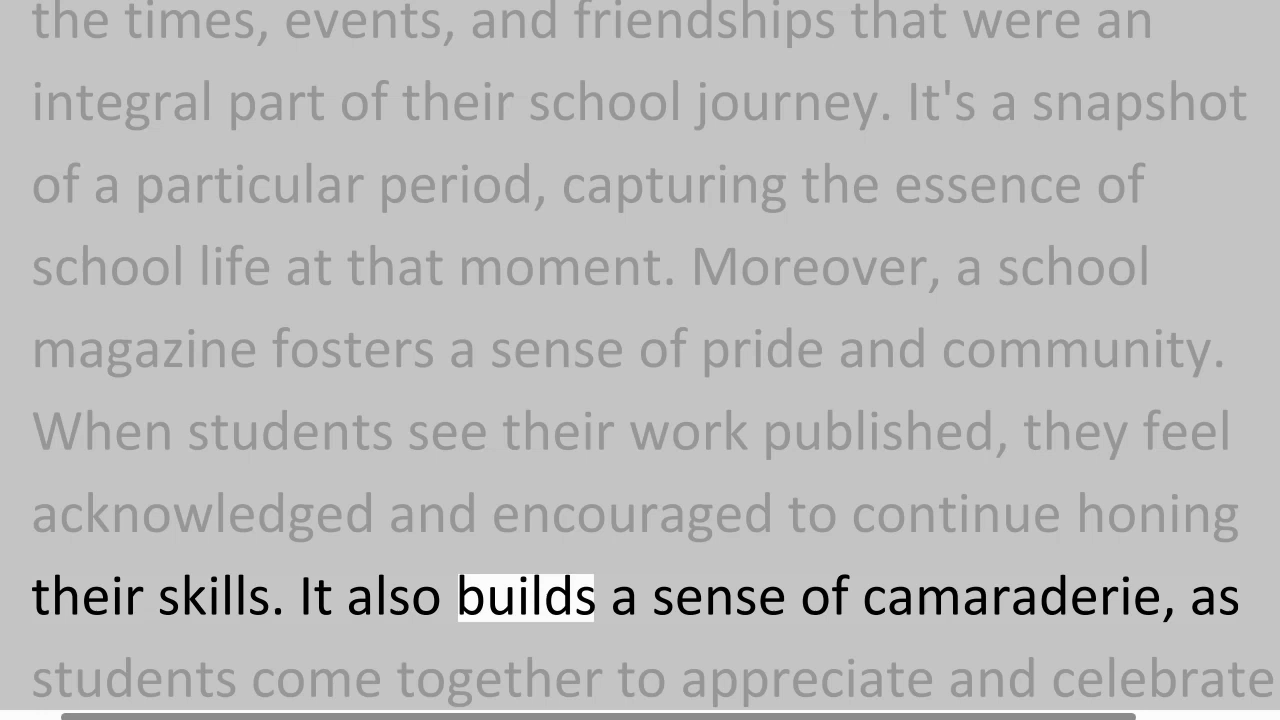 the times, events, and friendships that were an
integral part of their school journey. It's a snapshot
of a particular period, capturing the essence of
school life at that moment. Moreover, a school
magazine fosters a sense of pride and community.
When students see their work published, they feel
acknowledged and encouraged to continue honing
their skills. It also builds a sense of camaraderie, as
students come together to appreciate and celebrate